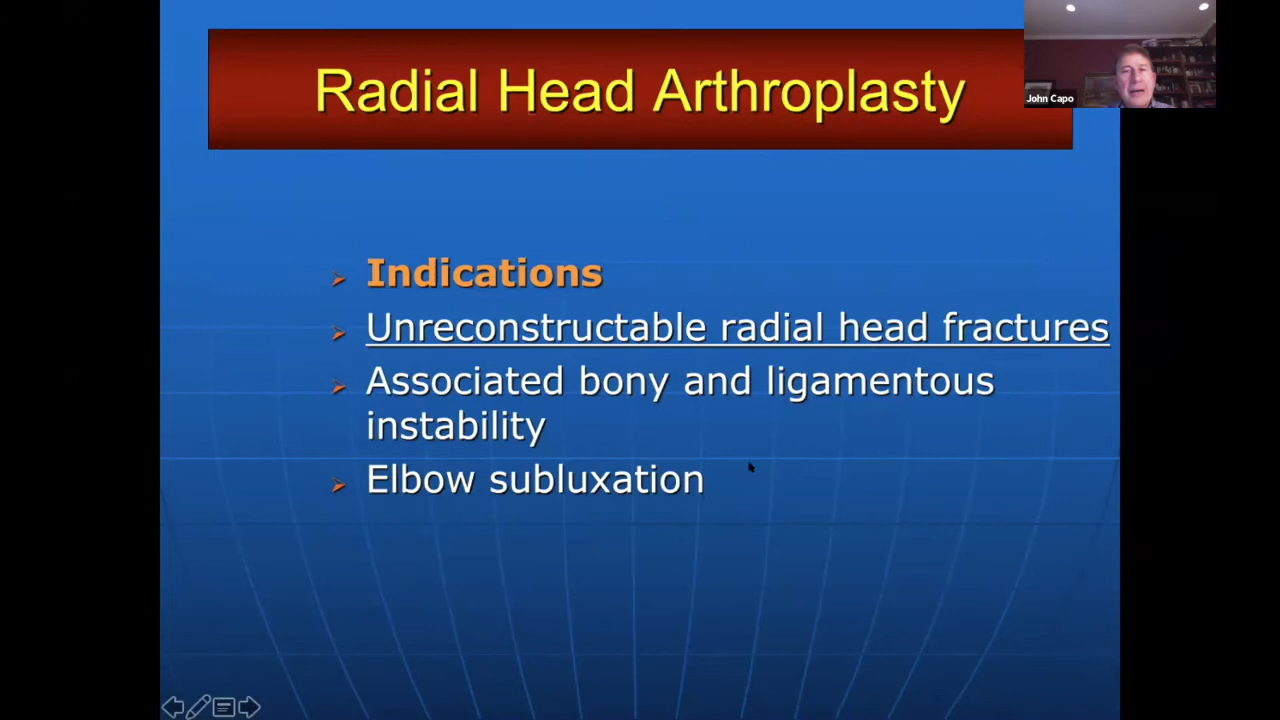 Radial Head Arthroplasty
John Capo
Indications
Unreconstructable radial head fractures
Associated bony and ligamentous
instability
Elbow subluxation